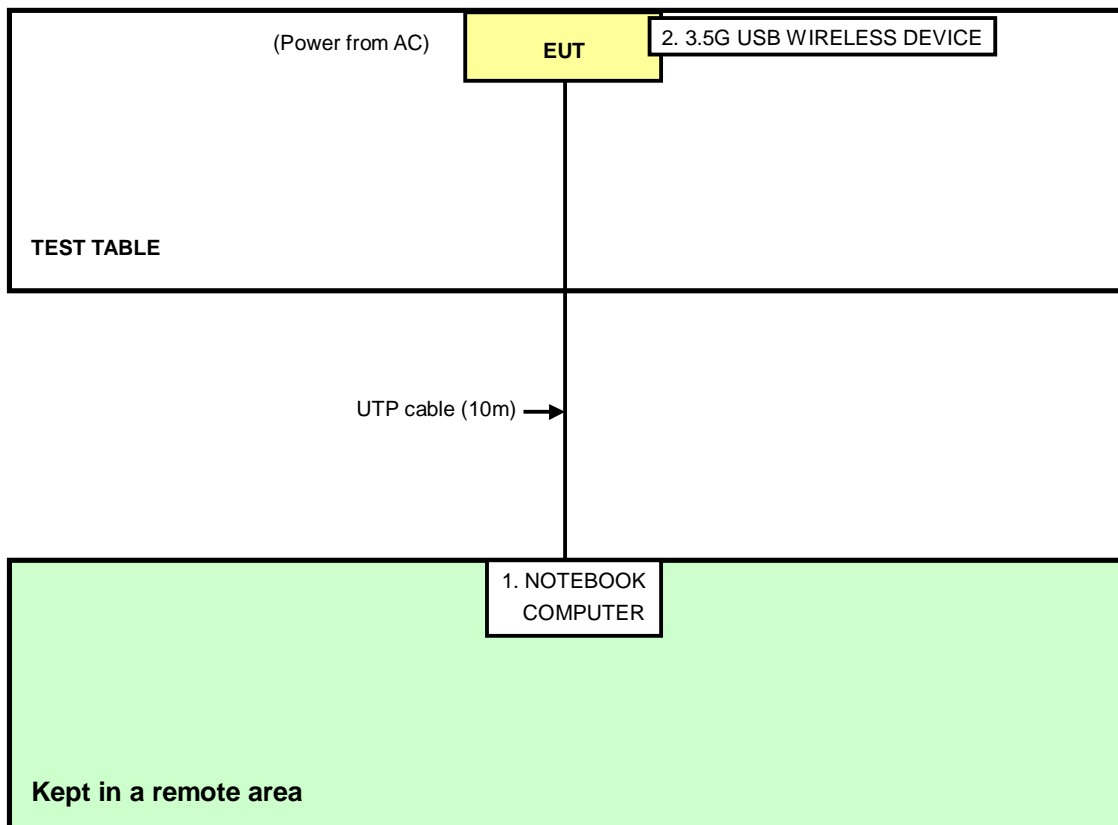 (Power from AC)
EUT
2. 3.5G USB WIRELESS DEVICE
TEST TABLE
UTP cable (10m)
1. NOTEBOOK
COMPUTER
Kept in a remote area